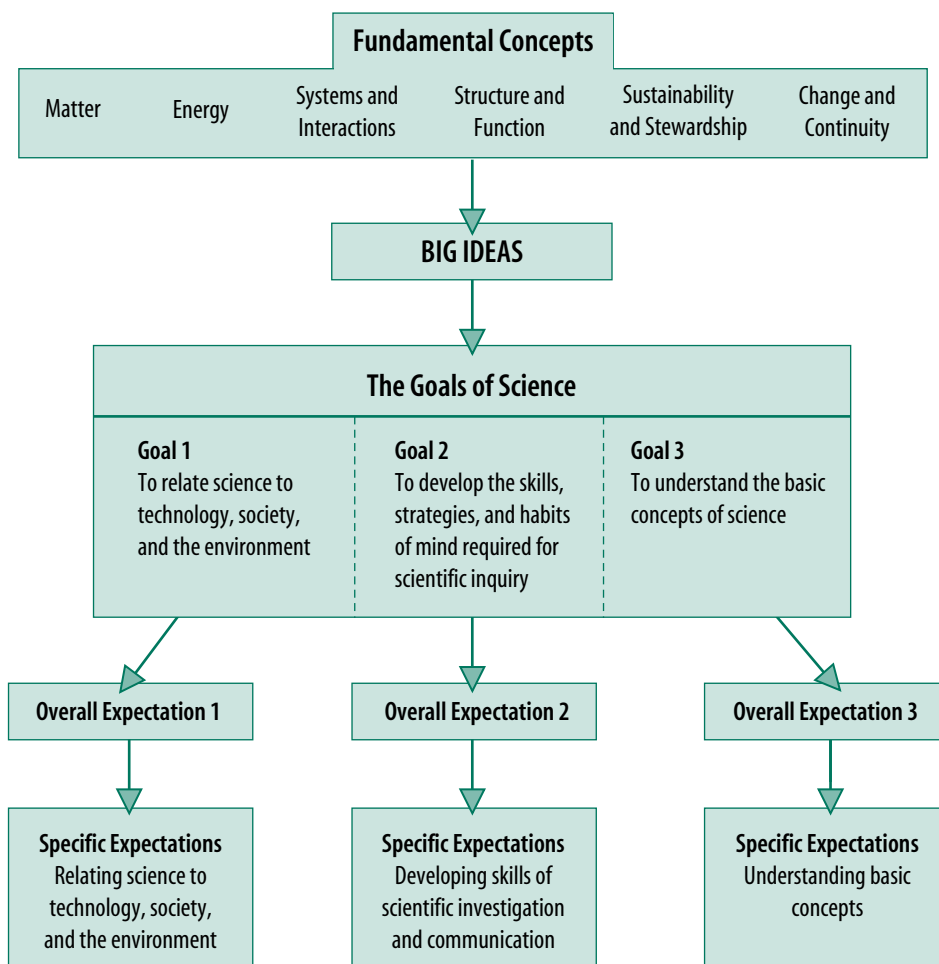 Fundamental Concepts
Matter
Energy
Systems and
Interactions
Structure and
Function
Sustainability
and Stewardship
Change and
Continuity
BIG IDEAS
The Goals of Science
Goal 1
To relate science to
technology, society,
and the environment
Goal 2
To develop the skills,
strategies, and habits
of mind required for
scientific inquiry
Goal 3
To understand the basic
concepts of science
Overall Expectation 1
Overall Expectation 2
Overall Expectation 3
Specific Expectations
Relating science to
technology, society,
and the environment
Specific Expectations
Developing skills of
scientific investigation
and communication
Specific Expectations
Understanding basic
concepts